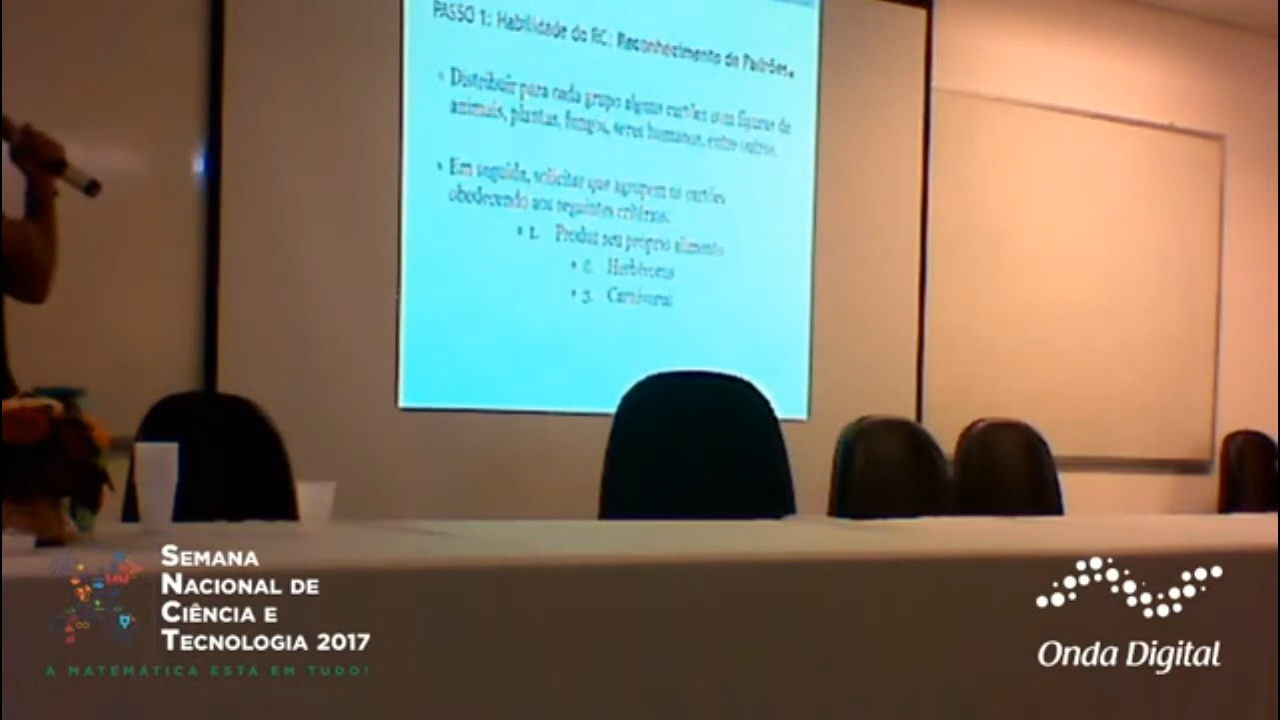 PASSO 1: Habilidade do RC: Reconhecimento de Padrões.
• Distribuir para cada grupo alguns cartões com figuras de
animais, plantas, fungos, seres humanos, entre outros.
• Em seguida, solicitar que agrupem os cartões
obedecendo aos seguintes critérios:
• 1. Produz seu próprio alimento
• 2. Herbívoros
• 3. Carnívoros
SEMANA
NACIONAL DE
CIÊNCIA E
TECNOLOGIA 2017
A MATEMÁTICA ESTÁ EM TUDO!
Onda Digital